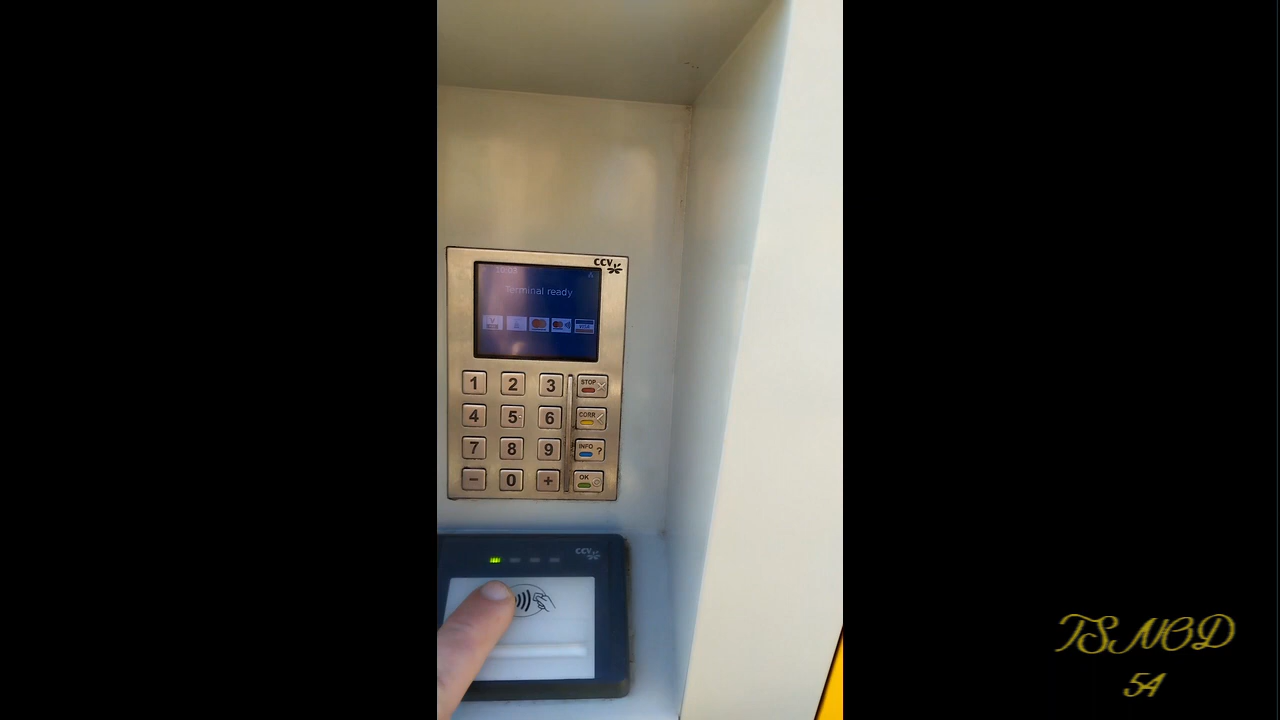 CCV
Terminal ready
VISA
1 2 3 STOP
4 5 6 CORR
7 8 9 INFO ?
- 0 + OK
CCV
TSNOD
54